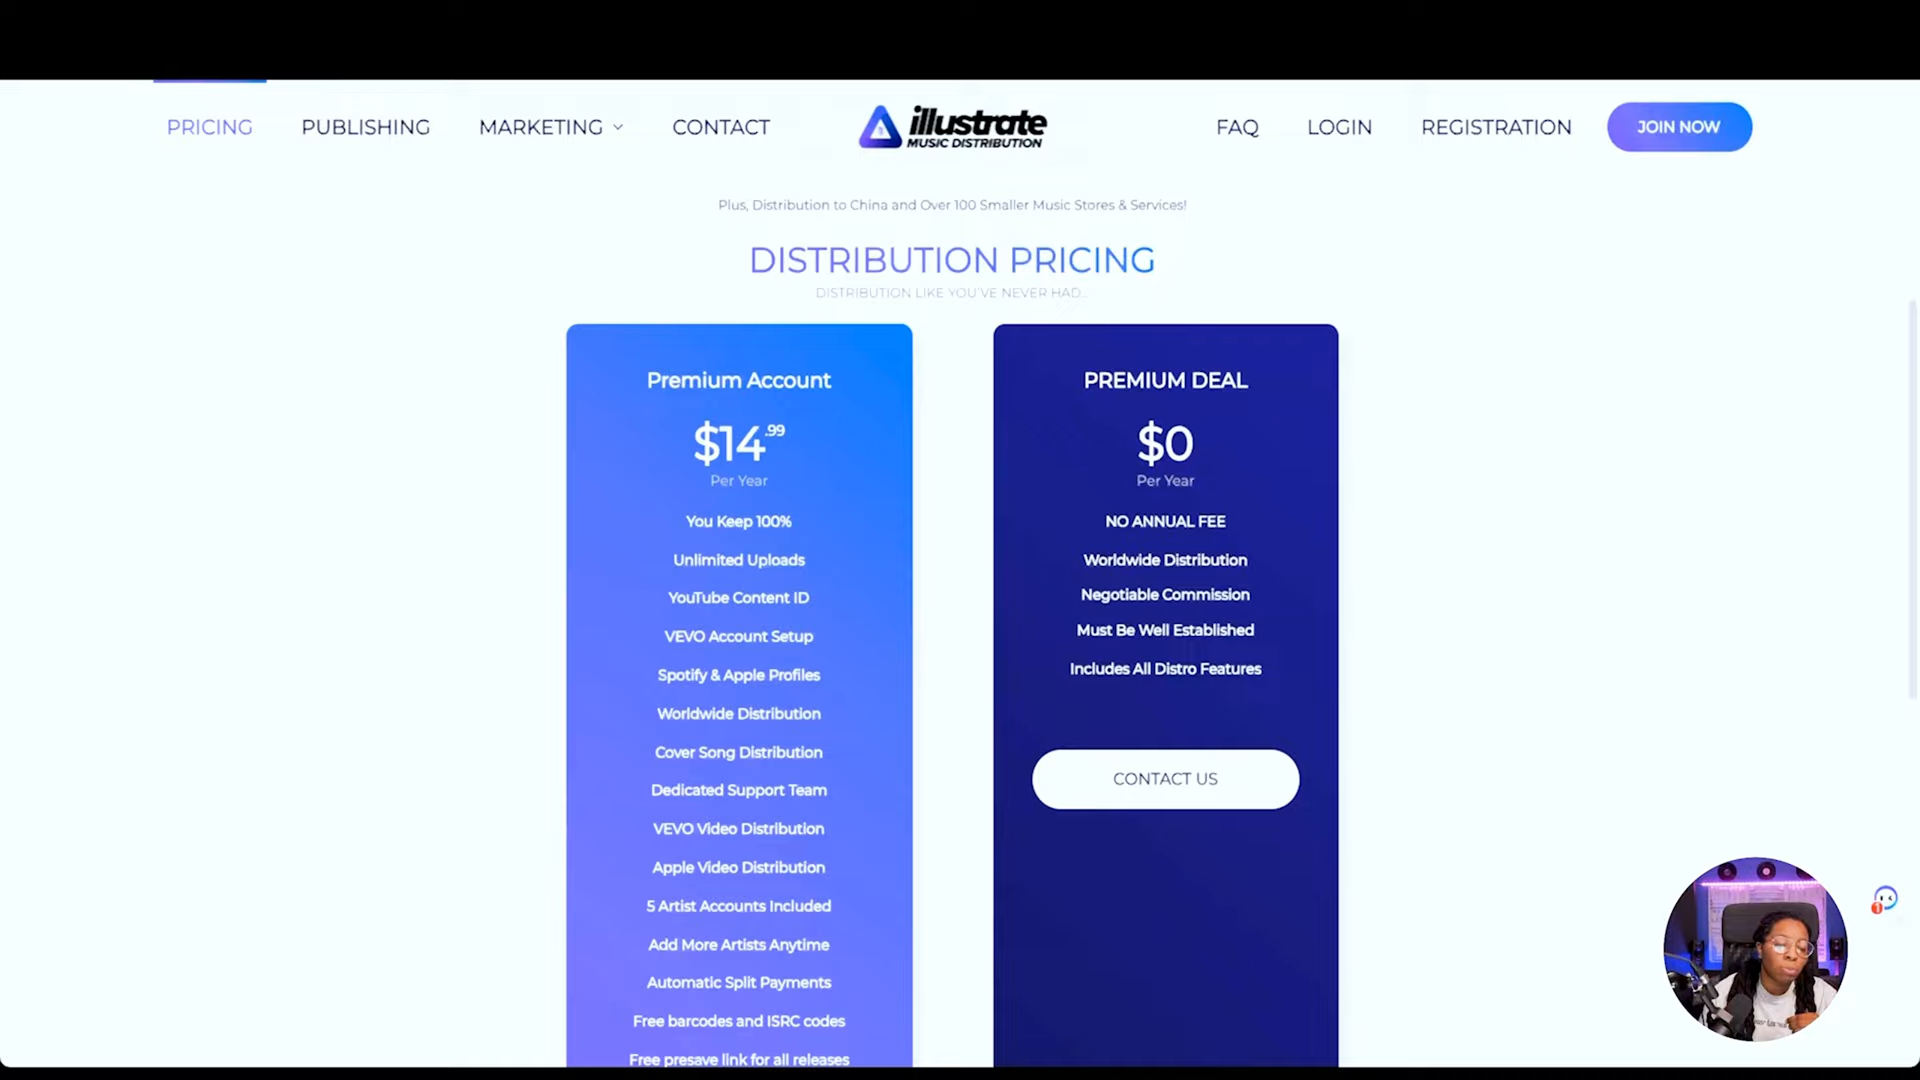 PRICING
PUBLISHING
MARKETING
CONTACT
illustrate
MUSIC DISTRIBUTION
FAQ
LOGIN
REGISTRATION
JOIN NOW
Plus, Distribution to China and Over 100 Smaller Music Stores & Services!
DISTRIBUTION PRICING
DISTRIBUTION LIKE YOU'VE NEVER HAD...
Premium Account
$14.99
Per Year
You Keep 100%
Unlimited Uploads
YouTube Content ID
VEVO Account Setup
Spotify & Apple Profiles
Worldwide Distribution
Cover Song Distribution
Dedicated Support Team
VEVO Video Distribution
Apple Video Distribution
5 Artist Accounts Included
Add More Artists Anytime
Automatic Split Payments
Free barcodes and ISRC codes
Free presave link for all releases
PREMIUM DEAL
$0
Per Year
NO ANNUAL FEE
Worldwide Distribution
Negotiable Commission
Must Be Well Established
Includes All Distro Features
CONTACT US
1